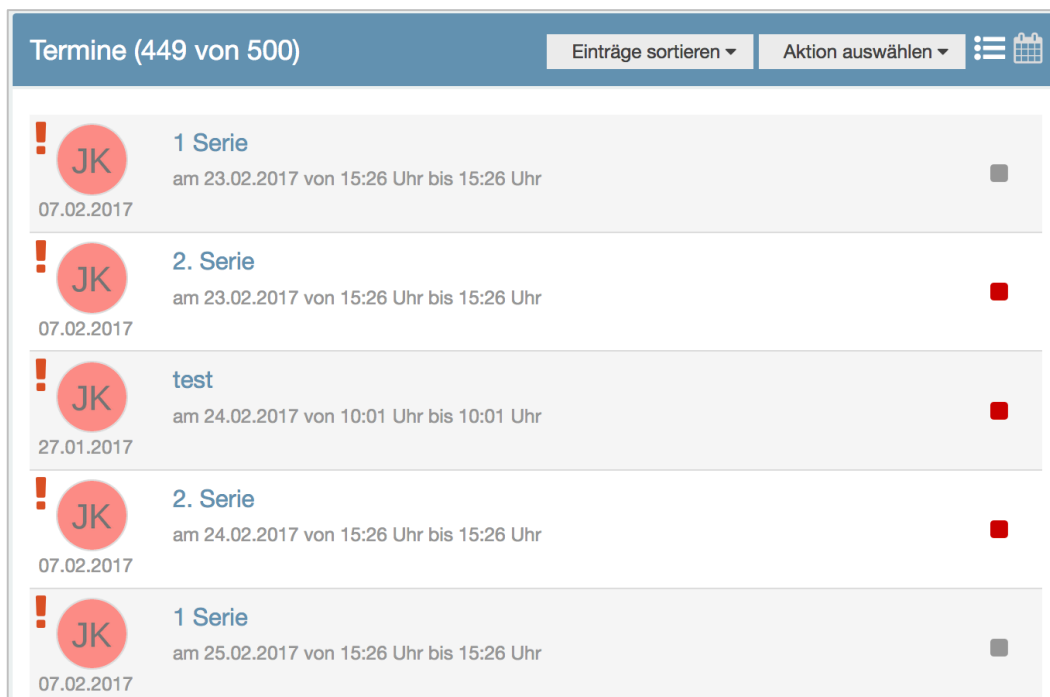 Termine (449 von 500)
Einträge sortieren
Aktion auswählen
JK
1 Serie
am 23.02.2017 von 15:26 Uhr bis 15:26 Uhr
07.02.2017
JK
2. Serie
am 23.02.2017 von 15:26 Uhr bis 15:26 Uhr
07.02.2017
JK
test
am 24.02.2017 von 10:01 Uhr bis 10:01 Uhr
27.01.2017
JK
2. Serie
am 24.02.2017 von 15:26 Uhr bis 15:26 Uhr
07.02.2017
JK
1 Serie
am 25.02.2017 von 15:26 Uhr bis 15:26 Uhr
07.02.2017